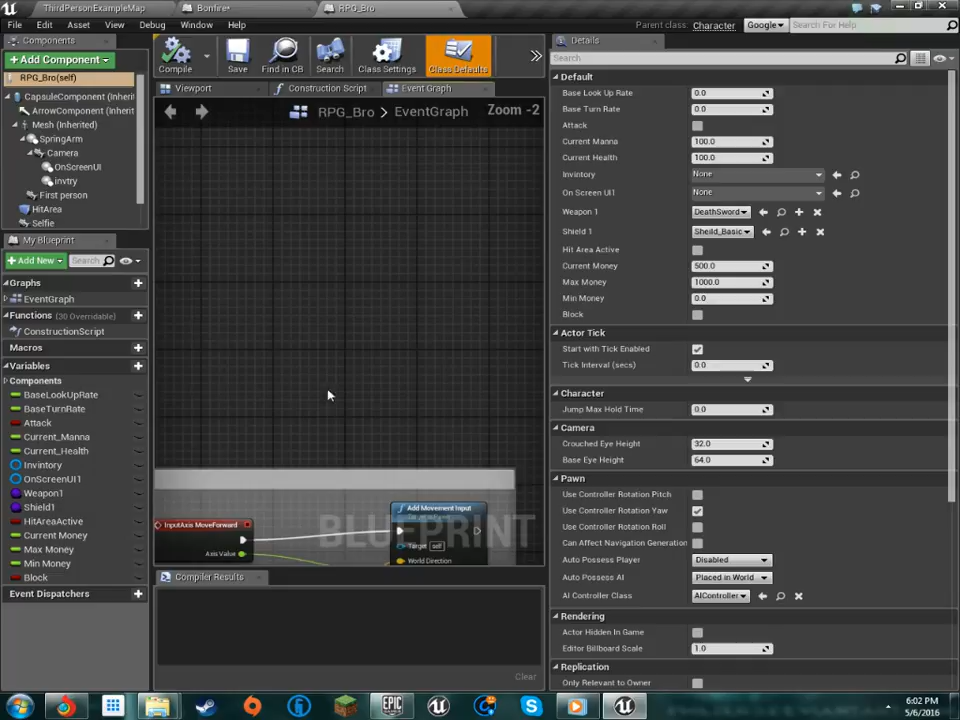 ThirdPersonExampleMap
Bonfire*
RPG_Bro
File Edit Asset View Debug Window Help
Parent class: Character Google Search For Help
Components
+ Add Component
RPG_Bro(self)
CapsuleComponent (Inherit
ArrowComponent (Inherit
Mesh (Inherited)
SpringArm
Camera
OnScreenUI
invtry
First person
HitArea
Selfie
Compile
Save
Find in CB
Search
Class Settings
Class Defaults
Viewport
Construction Script
Event Graph
RPG_Bro > EventGraph
Zoom -2
InputAxis MoveForward
Axis Value
Add Movement Input
Target self
World Direction
BLUEPRINT
Compiler Results
Clear
My Blueprint
+ Add New
Search
Graphs
EventGraph
Functions (30 Overridable)
ConstructionScript
Macros
Variables
Components
BaseLookUpRate
BaseTurnRate
Attack
Current_Manna
Current_Health
Invintory
OnScreenUI1
Weapon1
Shield1
HitAreaActive
Current Money
Max Money
Min Money
Block
Event Dispatchers
Details
Search
Default
Base Look Up Rate 0.0
Base Turn Rate 0.0
Attack
Current Manna 100.0
Current Health 100.0
Invintory None
On Screen UI1 None
Weapon 1 DeathSword
Shield 1 Sheild_Basic
Hit Area Active
Current Money 500.0
Max Money 1000.0
Min Money 0.0
Block
Actor Tick
Start with Tick Enabled
Tick Interval (secs) 0.0
Character
Jump Max Hold Time 0.0
Camera
Crouched Eye Height 32.0
Base Eye Height 64.0
Pawn
Use Controller Rotation Pitch
Use Controller Rotation Yaw
Use Controller Rotation Roll
Can Affect Navigation Generation
Auto Possess Player Disabled
Auto Possess AI Placed in World
AI Controller Class AIController
Rendering
Actor Hidden In Game
Editor Billboard Scale 1.0
Replication
Only Relevant to Owner
EPIC
6:02 PM
5/6/2016